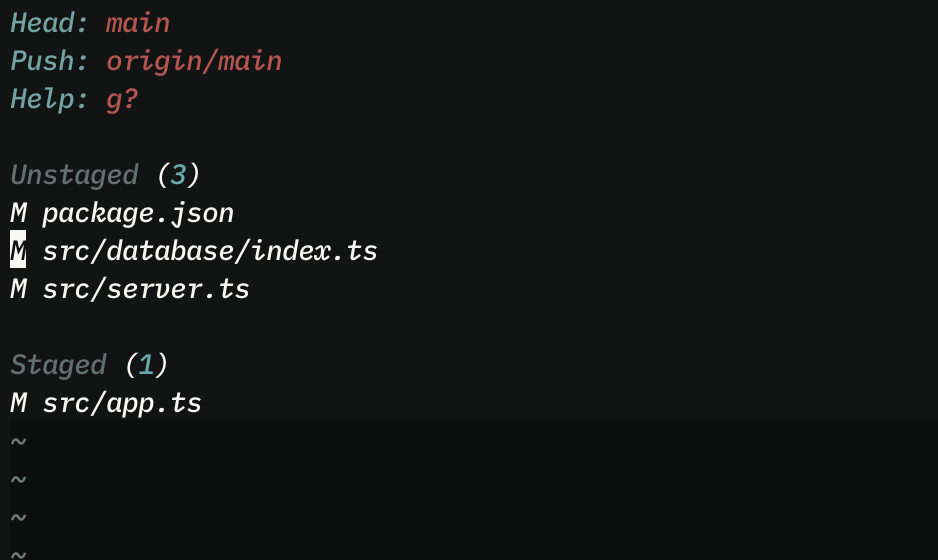 Head: main
Push: origin/main
Help: g?
Unstaged (3)
M package.json
M src/database/index.ts
M src/server.ts
Staged (1)
M src/app.ts
~
~
~
~